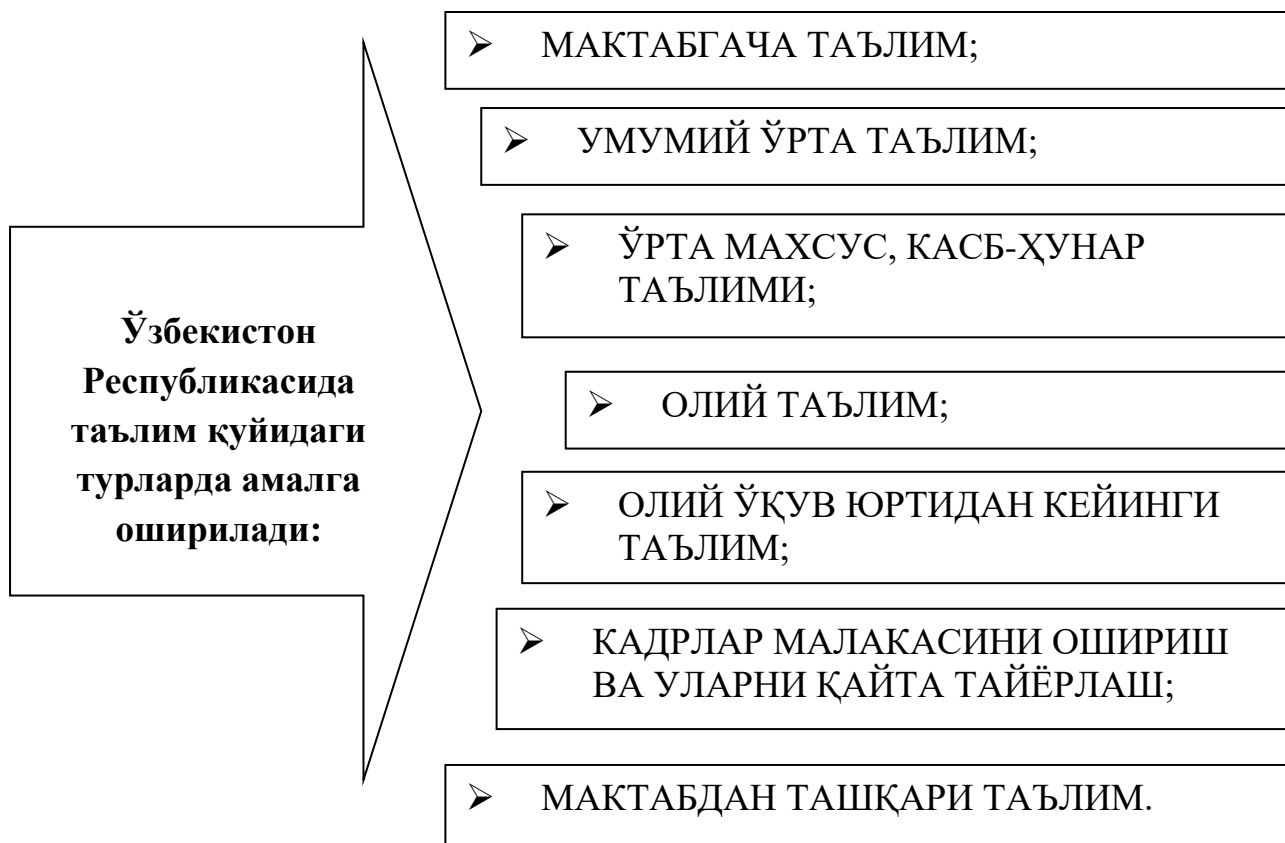 Ўзбекистон
Республикасида
таълим қуйидаги
турларда амалга
оширилади:
➢ МАКТАБГАЧА ТАЪЛИМ;
➢ УМУМИЙ ЎРТА ТАЪЛИМ;
➢ ЎРТА МАХСУС, КАСБ-ҲУНАР
ТАЪЛИМИ;
➢ ОЛИЙ ТАЪЛИМ;
➢ ОЛИЙ ЎҚУВ ЮРТИДАН КЕЙИНГИ
ТАЪЛИМ;
➢ КАДРЛАР МАЛАКАСИНИ ОШИРИШ
ВА УЛАРНИ ҚАЙТА ТАЙЁРЛАШ;
➢ МАКТАБДАН ТАШҚАРИ ТАЪЛИМ.